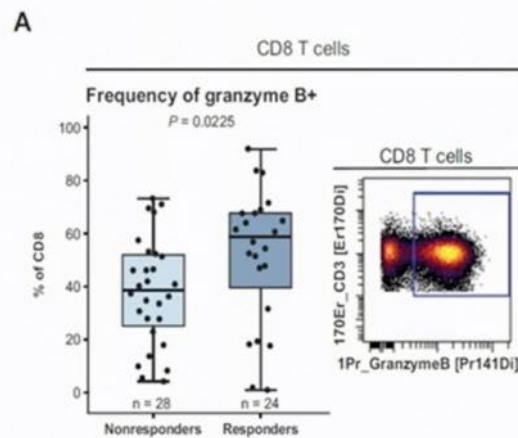 A
CD8 T cells
Frequency of granzyme B+
P = 0.0225
100
80
60
40
20
0
% of CD8
n = 28
n = 24
Nonresponders
Responders
CD8 T cells
170Er_CD3 [Er170Di]
1Pr_GranzymeB [Pr141Di]